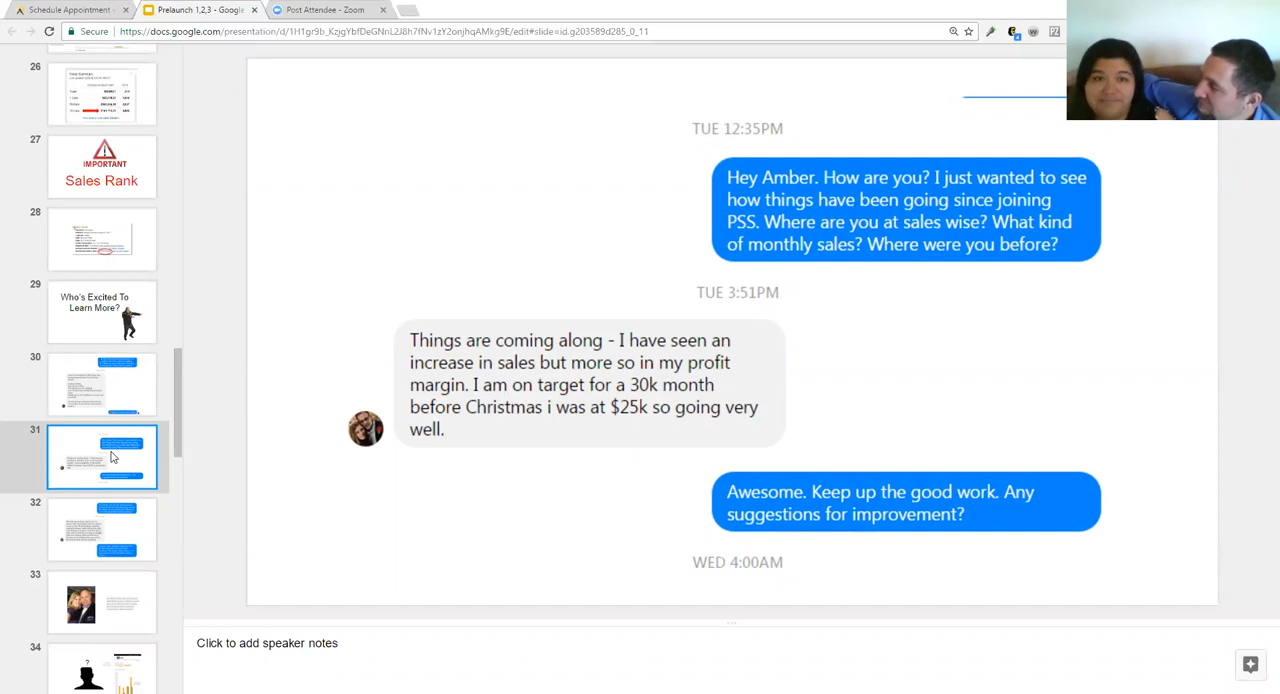 Schedule Appointment
Prelaunch 1,2,3 - Google
Post Attendee - Zoom
Secure
https://docs.google.com/presentation/d/1H1gr9b_KzjgYbfDeGNnL2J8h7fNv1zY2onjhqAMkg9E/edit#slide=id.g203589d285_0_11
26
27
IMPORTANT
Sales Rank
28
29
Who's Excited To
Learn More?
30
31
32
33
34
?
TUE 12:35PM
Hey Amber. How are you? I just wanted to see
how things have been going since joining
PSS. Where are you at sales wise? What kind
of monthly sales? Where were you before?
TUE 3:51PM
Things are coming along - I have seen an
increase in sales but more so in my profit
margin. I am on target for a 30k month
before Christmas i was at $25k so going very
well.
Awesome. Keep up the good work. Any
suggestions for improvement?
WED 4:00AM
Click to add speaker notes